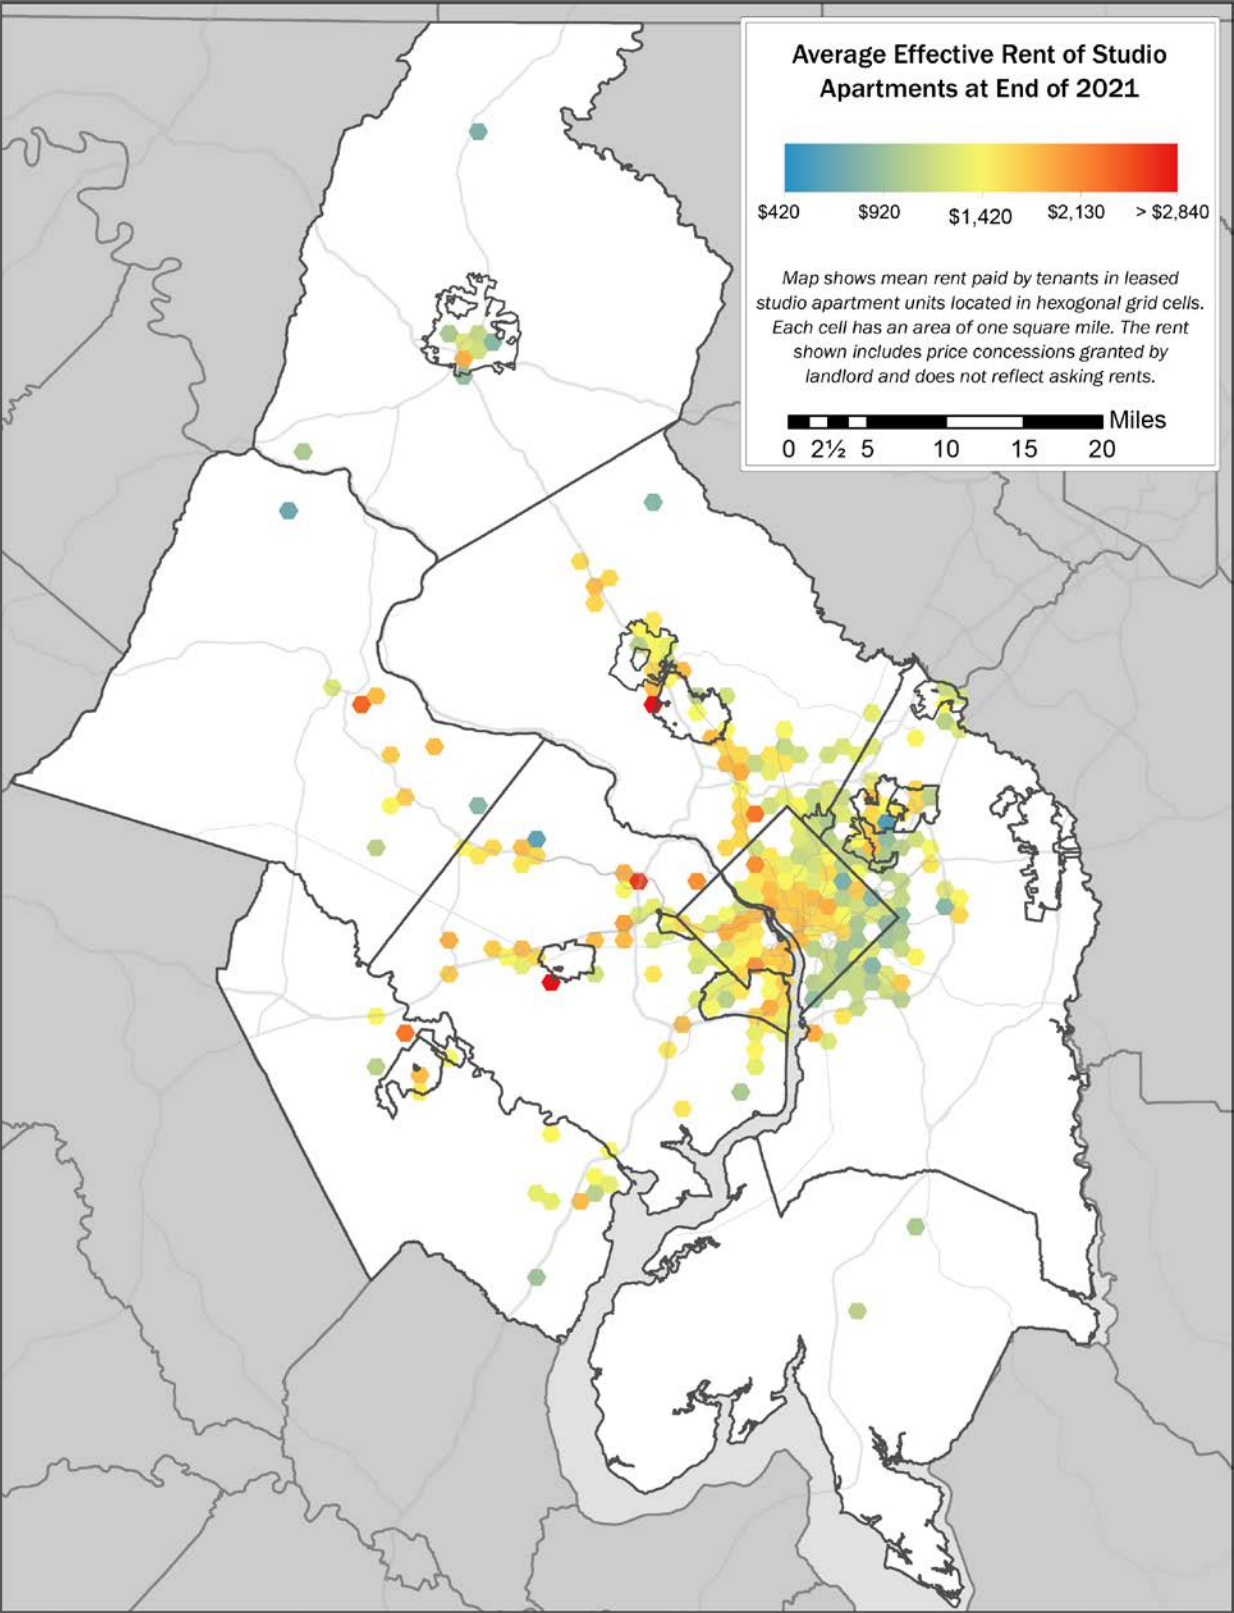 Average Effective Rent of Studio
Apartments at End of 2021
$420 $920 $1,420 $2,130 > $2,840
Map shows mean rent paid by tenants in leased
studio apartment units located in hexogonal grid cells.
Each cell has an area of one square mile. The rent
shown includes price concessions granted by
landlord and does not reflect asking rents.
Miles
0 2½ 5 10 15 20